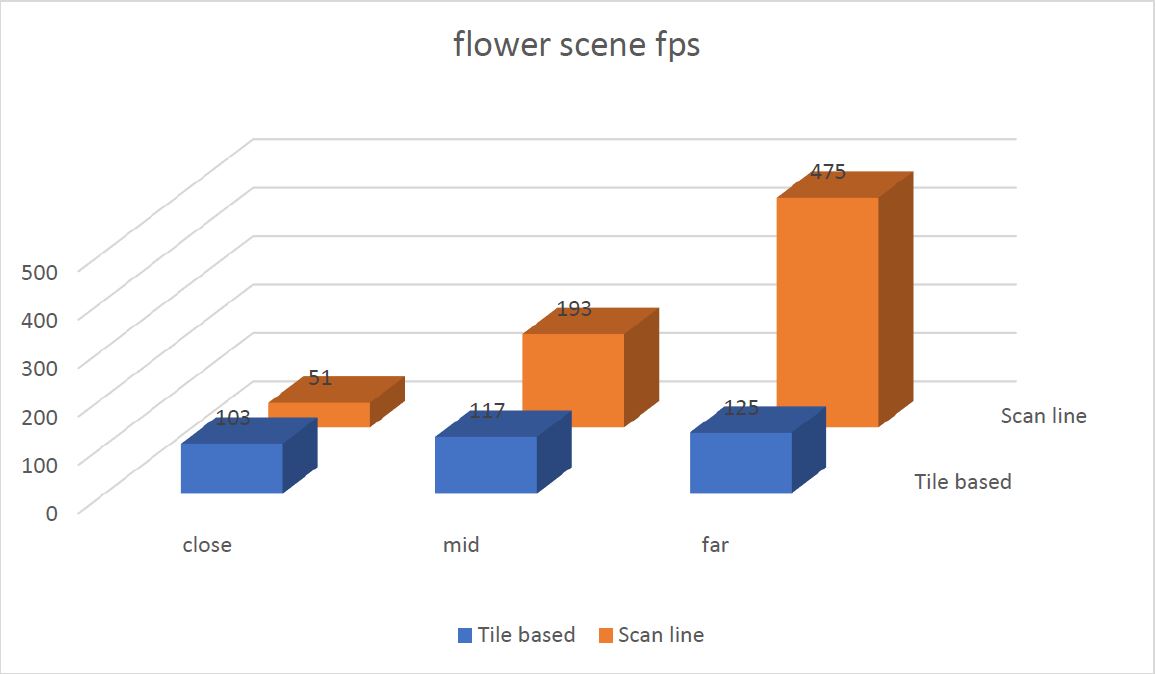 flower scene fps
475
193
51
103
117
125
500
400
300
200
100
0
Scan line
Tile based
close mid far
Tile based Scan line